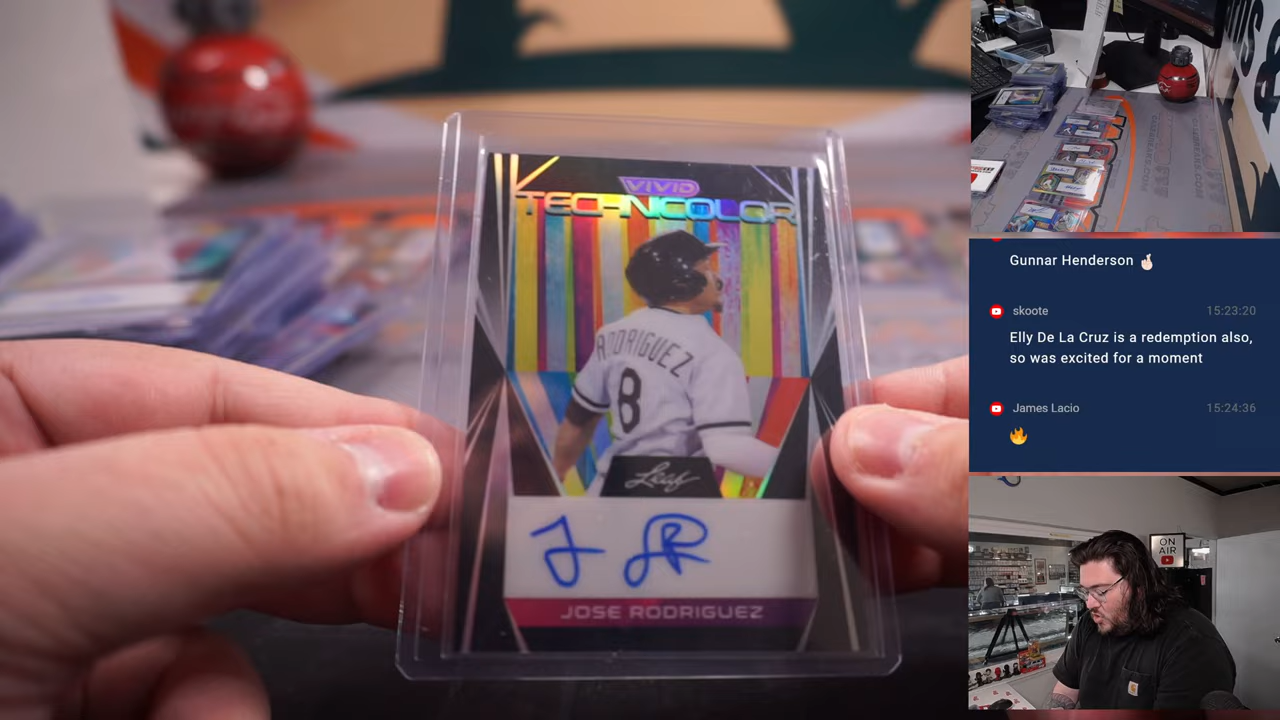 VIVID
TECHNICOLOR
RODRIGUEZ
8
Leaf
JOSE RODRIGUEZ
Gunnar Henderson 🤞🏻
skoote 15:23:20
Elly De La Cruz is a redemption also,
so was excited for a moment
James Lacio 15:24:36
🔥
ON
AIR